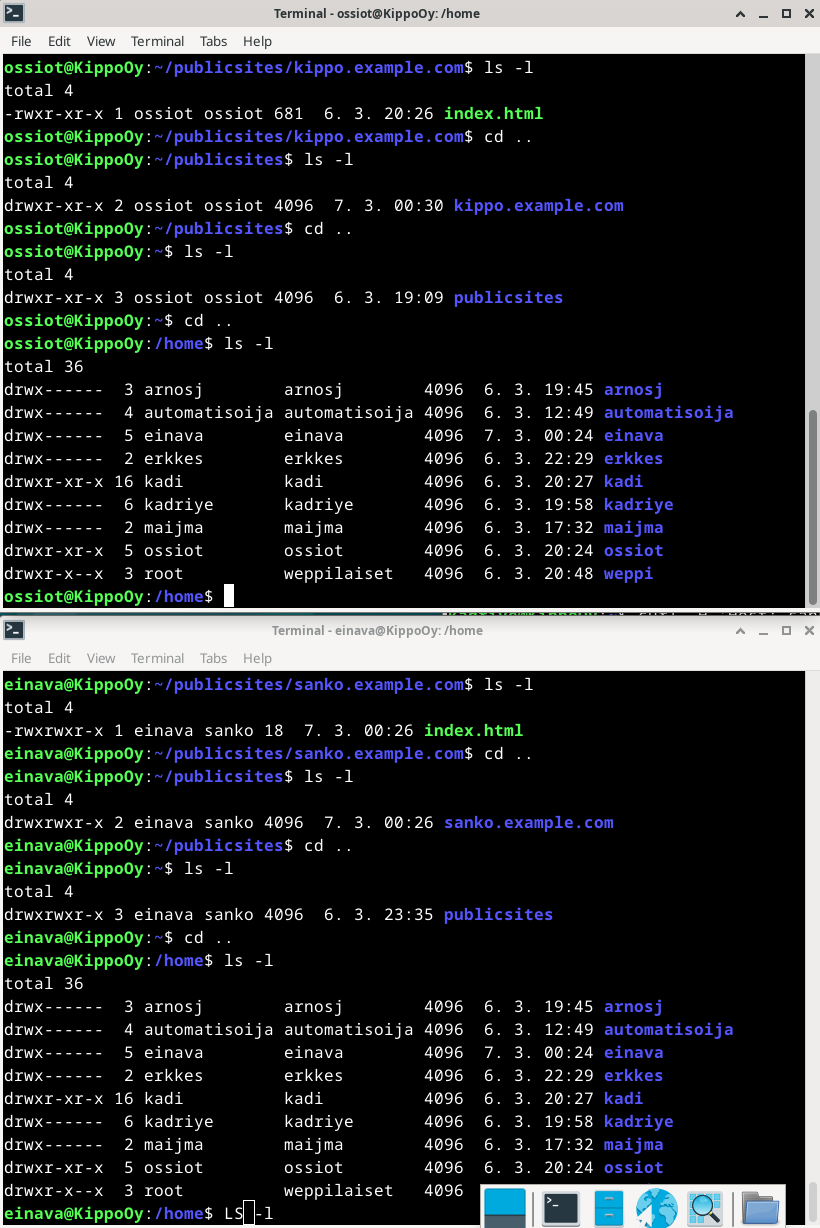 Terminal - ossiot@KippoOy: /home
File Edit View Terminal Tabs Help
ossiot@KippoOy:~/publicsites/kippo.example.com$ ls -l
total 4
-rwxr-xr-x 1 ossiot ossiot 681  6. 3. 20:26 index.html
ossiot@KippoOy:~/publicsites/kippo.example.com$ cd ..
ossiot@KippoOy:~/publicsites$ ls -l
total 4
drwxr-xr-x 2 ossiot ossiot 4096  7. 3. 00:30 kippo.example.com
ossiot@KippoOy:~/publicsites$ cd ..
ossiot@KippoOy:~$ ls -l
total 4
drwxr-xr-x 3 ossiot ossiot 4096  6. 3. 19:09 publicsites
ossiot@KippoOy:~$ cd ..
ossiot@KippoOy:/home$ ls -l
total 36
drwx------  3 arnosj        arnosj        4096  6. 3. 19:45 arnosj
drwx------  4 automatisoija automatisoija 4096  6. 3. 12:49 automatisoija
drwx------  5 einava        einava        4096  7. 3. 00:24 einava
drwx------  2 erkkes        erkkes        4096  6. 3. 22:29 erkkes
drwxr-xr-x 16 kadi          kadi          4096  6. 3. 20:27 kadi
drwx------  6 kadriye       kadriye       4096  6. 3. 19:58 kadriye
drwx------  2 maijma        maijma        4096  6. 3. 17:32 maijma
drwxr-xr-x  5 ossiot        ossiot        4096  6. 3. 20:24 ossiot
drwxr-x--x  3 root          weppilaiset   4096  6. 3. 20:48 weppi
ossiot@KippoOy:/home$
Terminal - einava@KippoOy: /home
File Edit View Terminal Tabs Help
einava@KippoOy:~/publicsites/sanko.example.com$ ls -l
total 4
-rwxrwxr-x 1 einava sanko 18  7. 3. 00:26 index.html
einava@KippoOy:~/publicsites/sanko.example.com$ cd ..
einava@KippoOy:~/publicsites$ ls -l
total 4
drwxrwxr-x 2 einava sanko 4096  7. 3. 00:26 sanko.example.com
einava@KippoOy:~/publicsites$ cd ..
einava@KippoOy:~$ ls -l
total 4
drwxrwxr-x 3 einava sanko 4096  6. 3. 23:35 publicsites
einava@KippoOy:~$ cd ..
einava@KippoOy:/home$ ls -l
total 36
drwx------  3 arnosj        arnosj        4096  6. 3. 19:45 arnosj
drwx------  4 automatisoija automatisoija 4096  6. 3. 12:49 automatisoija
drwx------  5 einava        einava        4096  7. 3. 00:24 einava
drwx------  2 erkkes        erkkes        4096  6. 3. 22:29 erkkes
drwxr-xr-x 16 kadi          kadi          4096  6. 3. 20:27 kadi
drwx------  6 kadriye       kadriye       4096  6. 3. 19:58 kadriye
drwx------  2 maijma        maijma        4096  6. 3. 17:32 maijma
drwxr-xr-x  5 ossiot        ossiot        4096  6. 3. 20:24 ossiot
drwxr-x--x  3 root          weppilaiset   4096
einava@KippoOy:/home$ LS -l